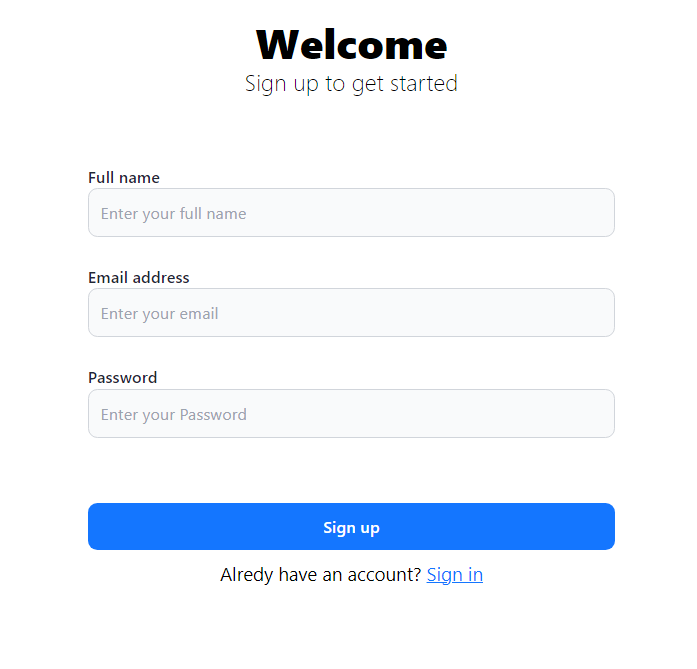 Welcome
Sign up to get started
Full name
Enter your full name
Email address
Enter your email
Password
Enter your Password
Sign up
Alredy have an account? Sign in